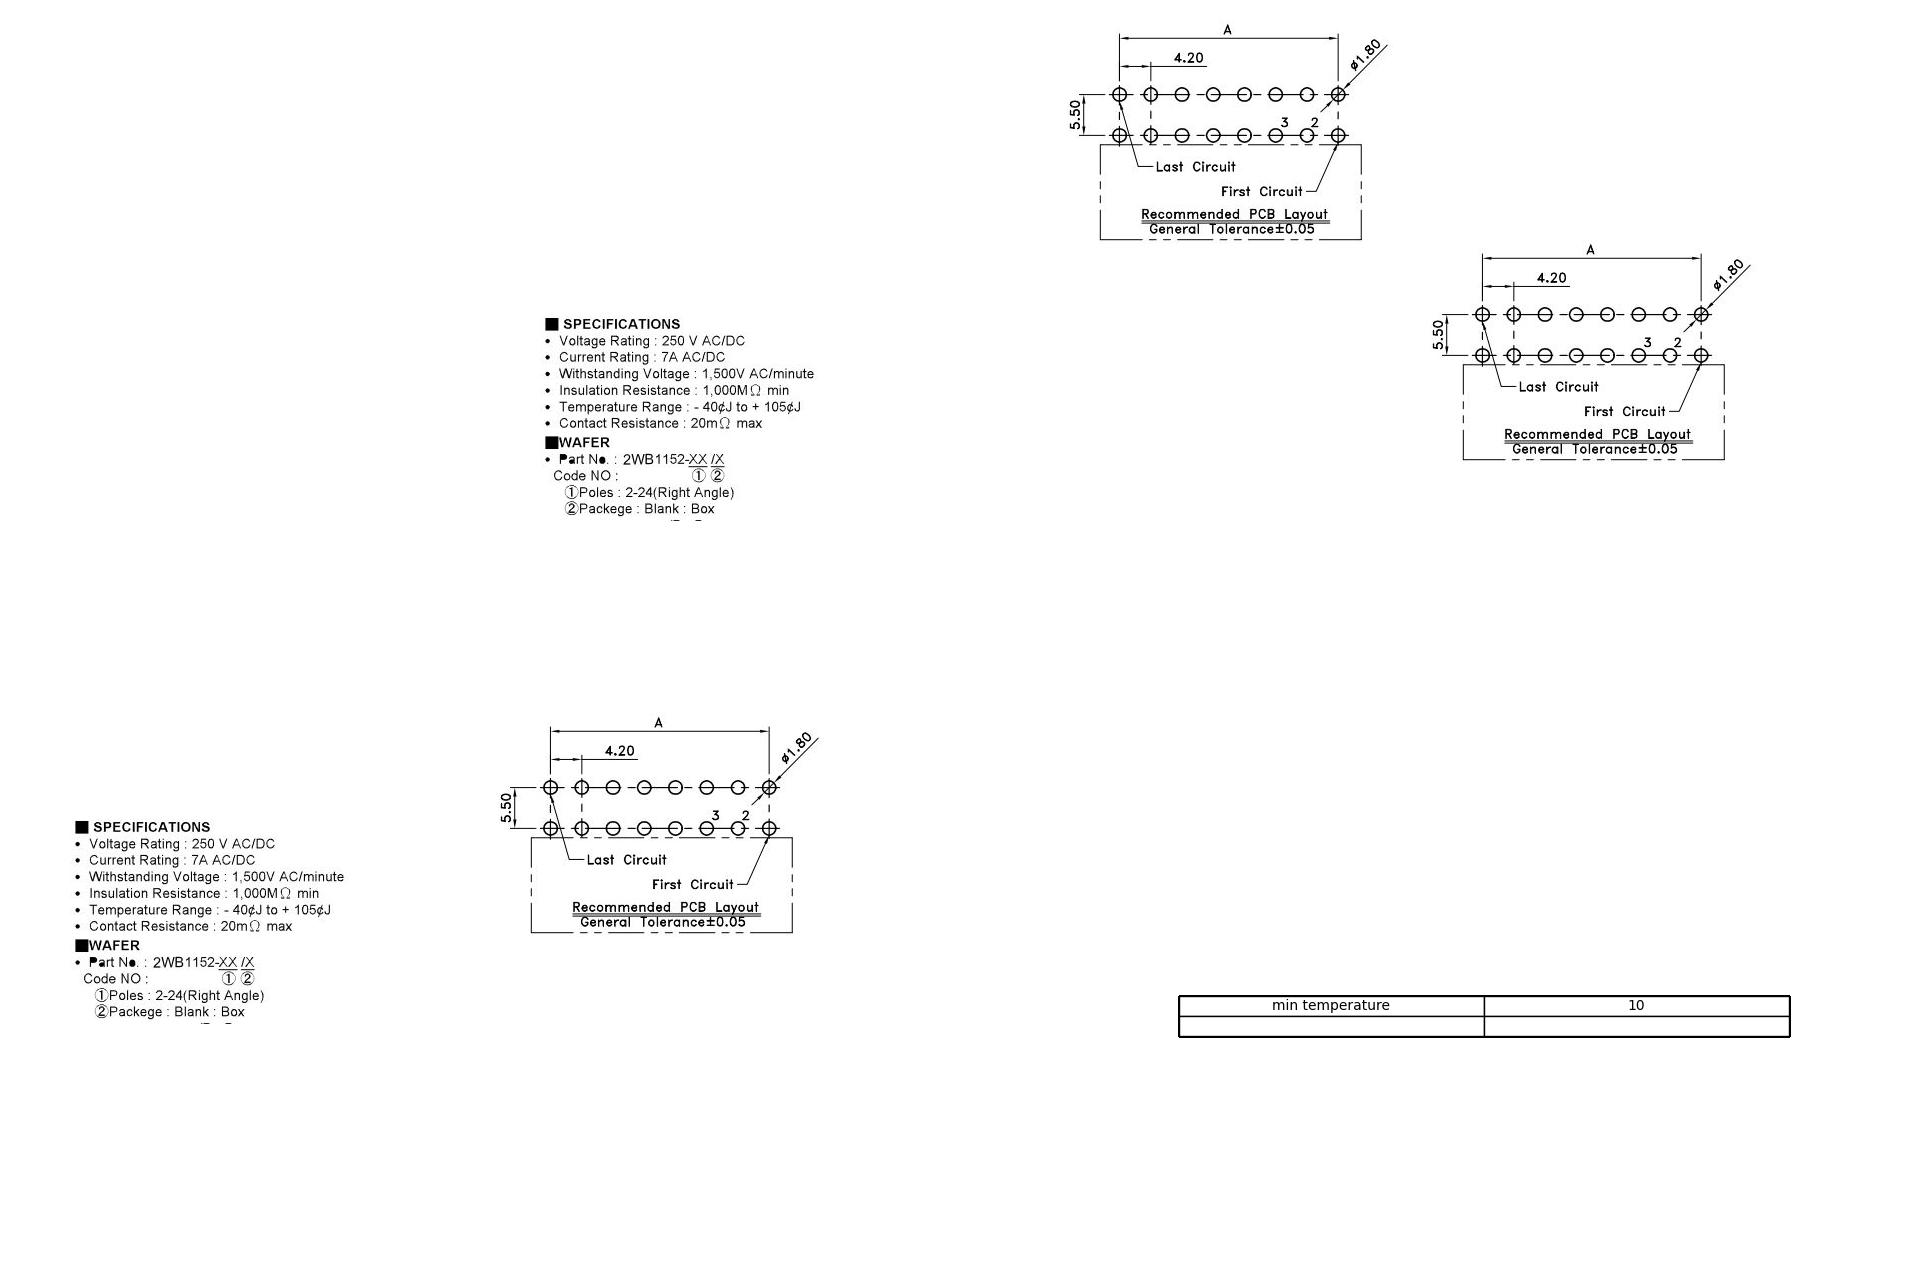 A
4.20
ø1.80
5.50
3 2
Last Circuit
First Circuit
Recommended PCB Layout
General Tolerance±0.05
A
4.20
ø1.80
5.50
3 2
Last Circuit
First Circuit
Recommended PCB Layout
General Tolerance±0.05
■ SPECIFICATIONS
• Voltage Rating : 250 V AC/DC
• Current Rating : 7A AC/DC
• Withstanding Voltage : 1,500V AC/minute
• Insulation Resistance : 1,000MΩ min
• Temperature Range : - 40¢J to + 105¢J
• Contact Resistance : 20mΩ max
■WAFER
• Part No. : 2WB1152-XX /X
Code NO : ① ②
①Poles : 2-24(Right Angle)
②Packege : Blank : Box
A
4.20
ø1.80
5.50
3 2
Last Circuit
First Circuit
Recommended PCB Layout
General Tolerance±0.05
■ SPECIFICATIONS
• Voltage Rating : 250 V AC/DC
• Current Rating : 7A AC/DC
• Withstanding Voltage : 1,500V AC/minute
• Insulation Resistance : 1,000MΩ min
• Temperature Range : - 40¢J to + 105¢J
• Contact Resistance : 20mΩ max
■WAFER
• Part No. : 2WB1152-XX /X
Code NO : ① ②
①Poles : 2-24(Right Angle)
②Packege : Blank : Box
min temperature 10